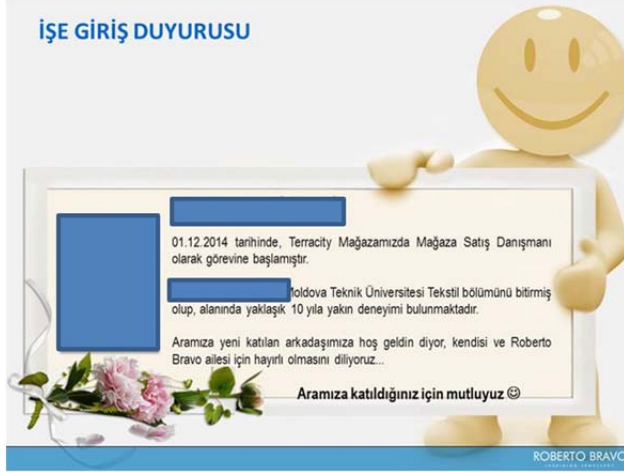 İŞE GİRİŞ DUYURUSU
01.12.2014 tarihinde, Terracity Mağazamızda Mağaza Satış Danışmanı
olarak görevine başlamıştır.
Moldova Teknik Üniversitesi Tekstil bölümünü bitirmiş
olup, alanında yaklaşık 10 yıla yakın deneyimi bulunmaktadır.
Aramıza yeni katılan arkadaşımıza hoş geldin diyor, kendisi ve Roberto
Bravo ailesi için hayırlı olmasını diliyoruz...
Aramıza katıldığınız için mutluyuz ☺
ROBERTO BRAVO